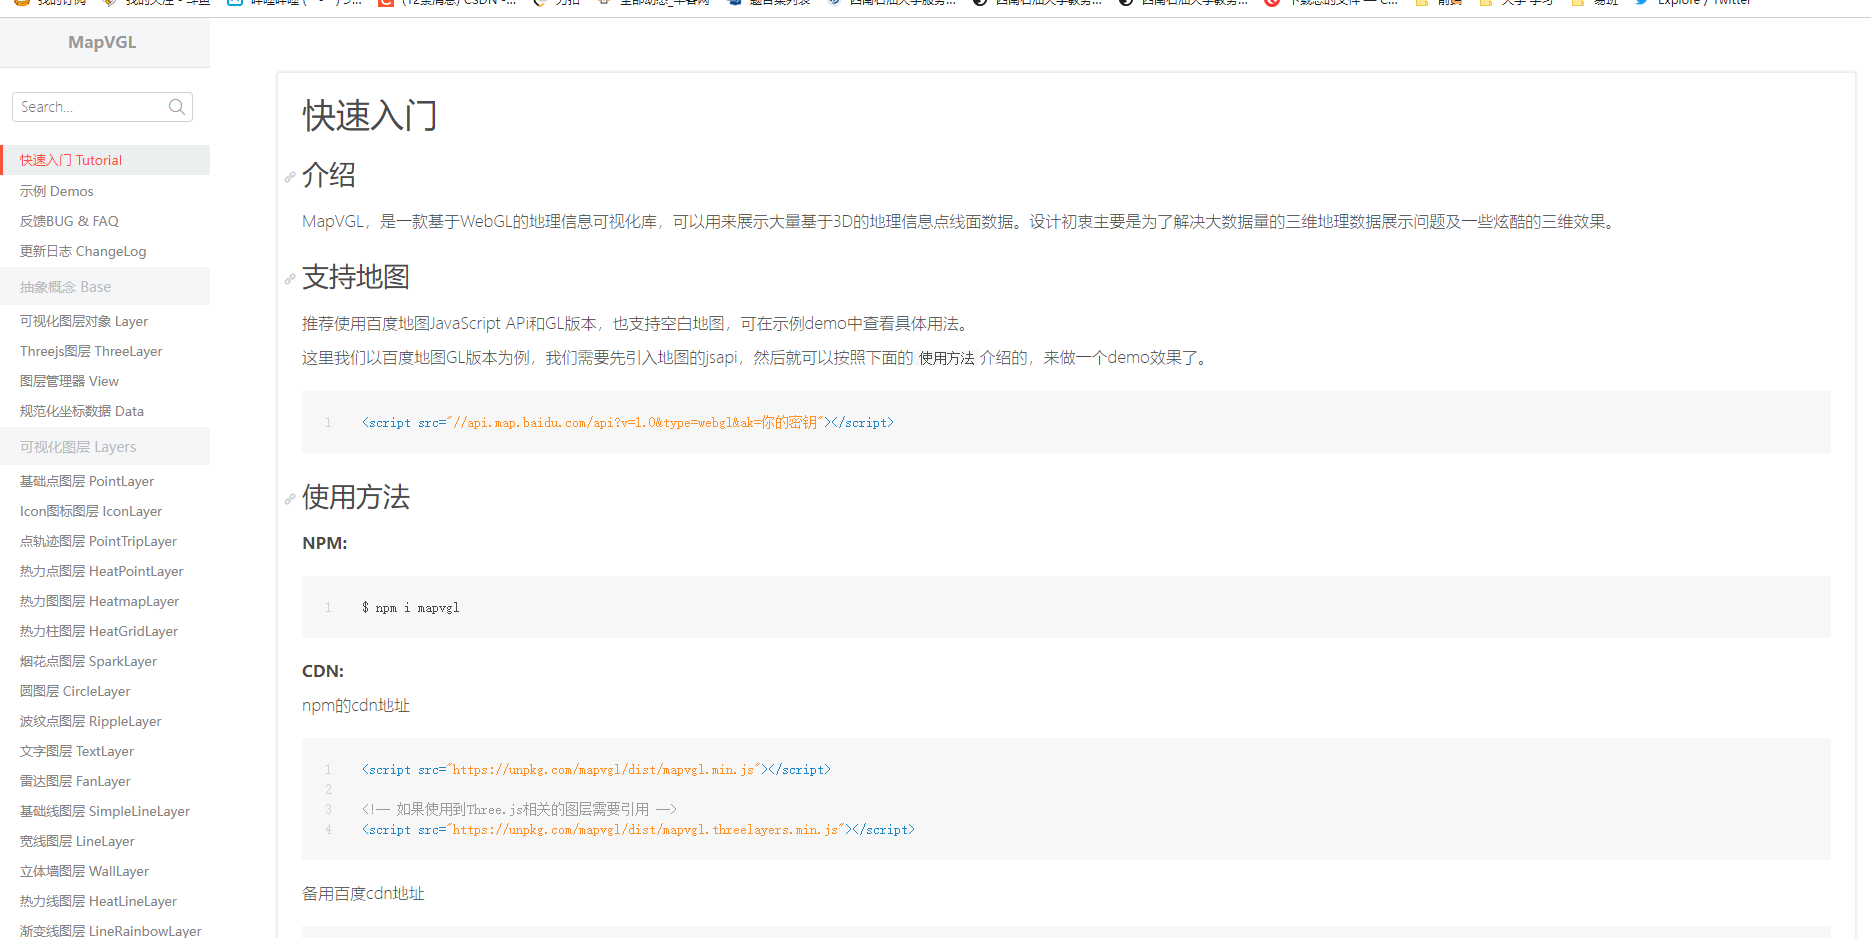 MapVGL
Search...
快速入门 Tutorial
示例 Demos
反馈BUG & FAQ
更新日志 ChangeLog
抽象概念 Base
可视化图层对象 Layer
Threejs图层 ThreeLayer
图层管理器 View
规范化坐标数据 Data
可视化图层 Layers
基础点图层 PointLayer
Icon图标图层 IconLayer
点轨迹图层 PointTripLayer
热力点图层 HeatPointLayer
热力图图层 HeatmapLayer
热力柱图层 HeatGridLayer
烟花点图层 SparkLayer
圆图层 CircleLayer
波纹点图层 RippleLayer
文字图层 TextLayer
雷达图层 FanLayer
基础线图层 SimpleLineLayer
宽线图层 LineLayer
立体墙图层 WallLayer
热力线图层 HeatLineLayer
渐变线图层 LineRainbowLayer
快速入门
介绍
MapVGL，是一款基于WebGL的地理信息可视化库，可以用来展示大量基于3D的地理信息点线面数据。设计初衷主要是为了解决大数据量的三维地理数据展示问题及一些炫酷的三维效果。
支持地图
推荐使用百度地图JavaScript APi和GL版本，也支持空白地图，可在示例demo中查看具体用法。
这里我们以百度地图GL版本为例，我们需要先引入地图的jsapi，然后就可以按照下面的 使用方法 介绍的，来做一个demo效果了。
1 <script src="//api.map.baidu.com/api?v=1.0&type=webgl&ak=你的密钥"></script>
使用方法
NPM:
1 $ npm i mapvgl
CDN:
npm的cdn地址
1 <script src="https://unpkg.com/mapvgl/dist/mapvgl.min.js"></script>
2
3 <!-- 如果使用到Three.js相关的图层需要引用 -->
4 <script src="https://unpkg.com/mapvgl/dist/mapvgl.threelayers.min.js"></script>
备用百度cdn地址